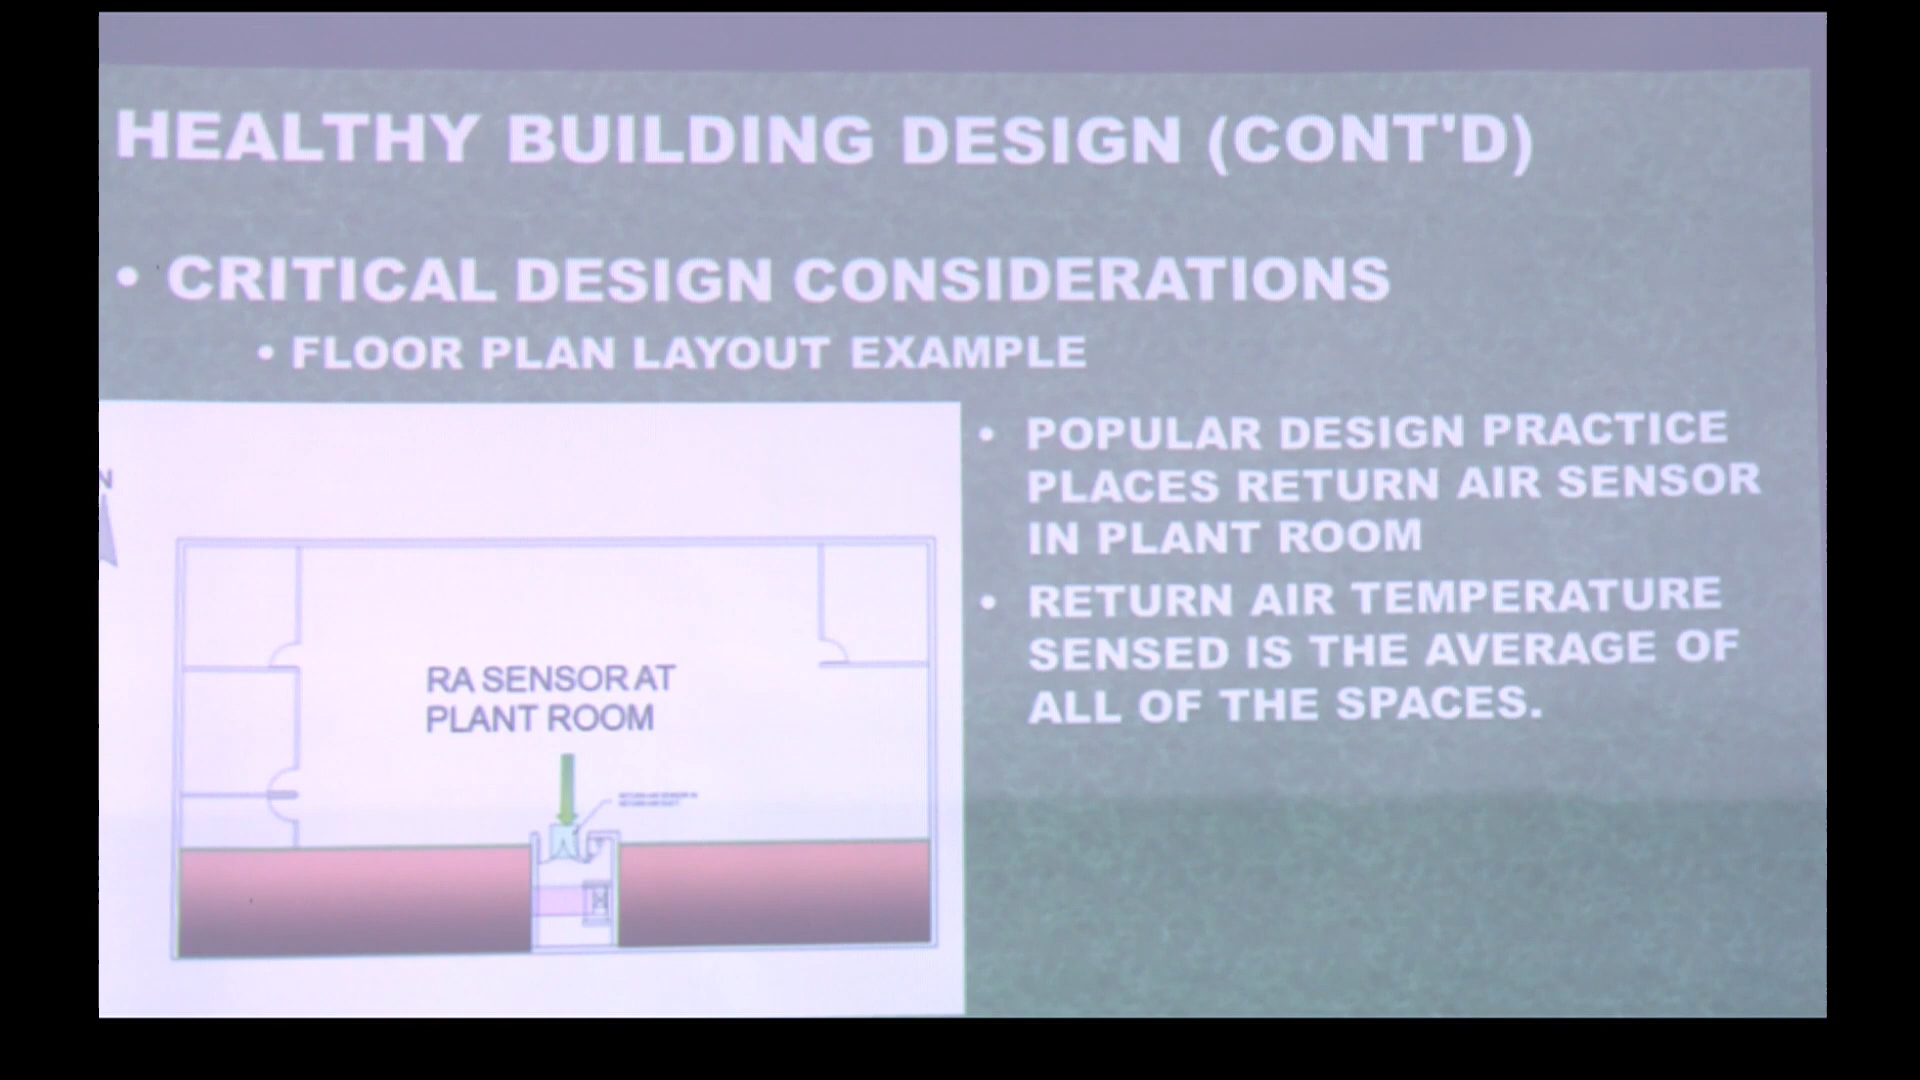 HEALTHY BUILDING DESIGN (CONT'D)
• CRITICAL DESIGN CONSIDERATIONS
• FLOOR PLAN LAYOUT EXAMPLE
N
RA SENSOR AT
PLANT ROOM
• POPULAR DESIGN PRACTICE
PLACES RETURN AIR SENSOR
IN PLANT ROOM
• RETURN AIR TEMPERATURE
SENSED IS THE AVERAGE OF
ALL OF THE SPACES.